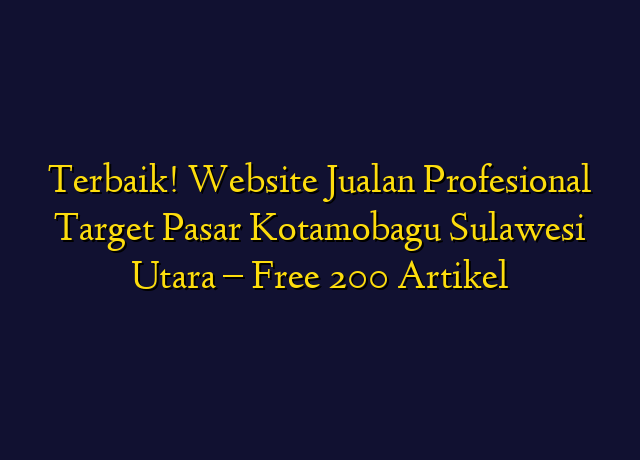 Terbaik! Website Jualan Profesional
Target Pasar Kotamobagu Sulawesi
Utara – Free 200 Artikel